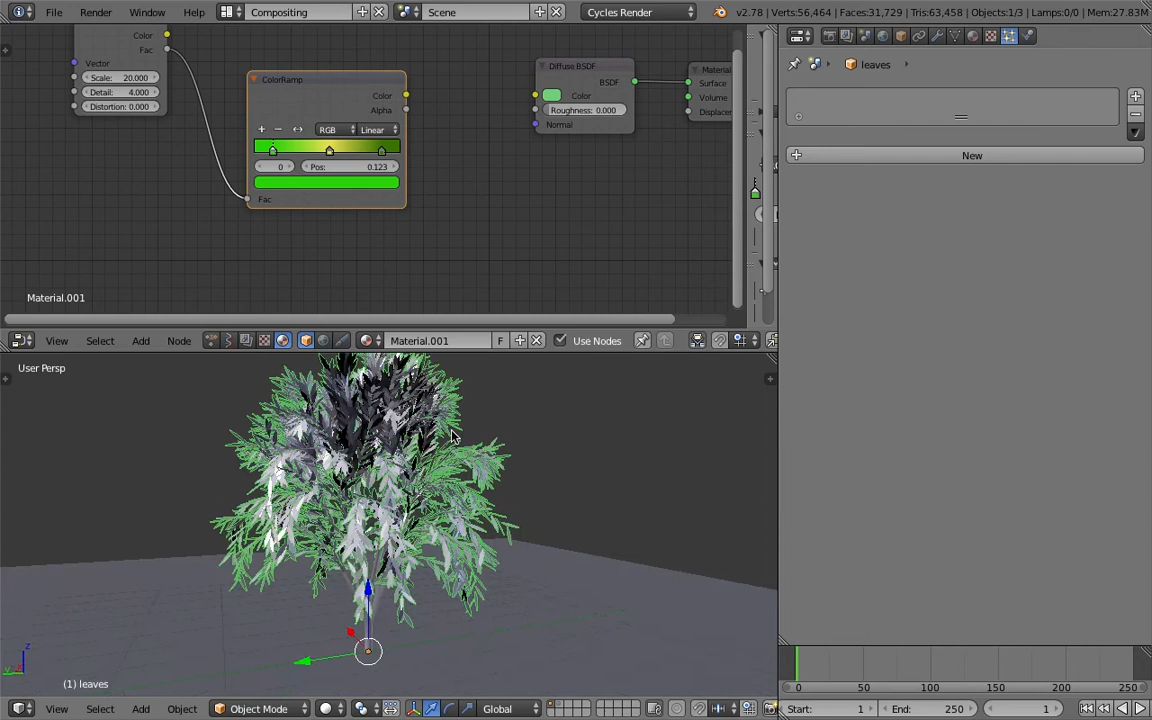 File Render Window Help Compositing Scene Cycles Render v2.78 | Verts:56,464 | Faces:31,729 | Tris:63,458 | Objects:1/3 | Lamps:0/0 | Mem:27.83M
Color
Fac
Vector
Scale: 20.000
Detail: 4.000
Distortion: 0.000
ColorRamp
Color
Alpha
RGB Linear
0 Pos: 0.123
Fac
Diffuse BSDF
BSDF
Color
Roughness: 0.000
Normal
Material
Surface
Volume
Displacem
Material.001
View Select Add Node Material.001 F Use Nodes
leaves
New
User Persp
(1) leaves
View Select Add Object Object Mode Global
0 50 100 150 200 250
Start: 1 End: 250 1